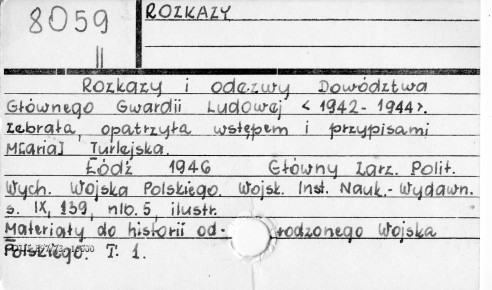 8059
II
ROZKAZY
Rozkazy i odezwy Dowództwa
Głównego Gwardii Ludowej < 1942-1944>.
Zebrała, opatrzyła wstępem i przypisami
M[aria] Turlejska.
Łódź 1946 Główny Zarz. Polit.
Wych. Wojska Polskiego. Wojsk. Inst. Nauk.-Wydawn.
s. IX, 139, nlb. 5, ilustr.
Materiały do historii od-rodzonego Wojska
Polskiego. T. 1.